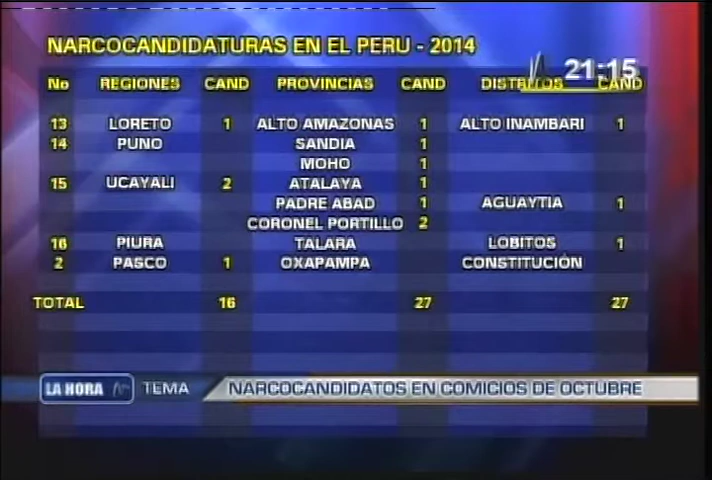 NARCOCANDIDATURAS EN EL PERU - 2014
21:15
No REGIONES CAND PROVINCIAS CAND DISTRITOS CAND
13 LORETO 1 ALTO AMAZONAS 1 ALTO INAMBARI 1
14 PUNO SANDIA 1
MOHO 1
15 UCAYALI 2 ATALAYA 1
PADRE ABAD 1 AGUAYTIA 1
CORONEL PORTILLO 2
16 PIURA TALARA LOBITOS 1
2 PASCO 1 OXAPAMPA CONSTITUCIÓN
TOTAL 16 27 27
LA HORA N TEMA NARCOCANDIDATOS EN COMICIOS DE OCTUBRE